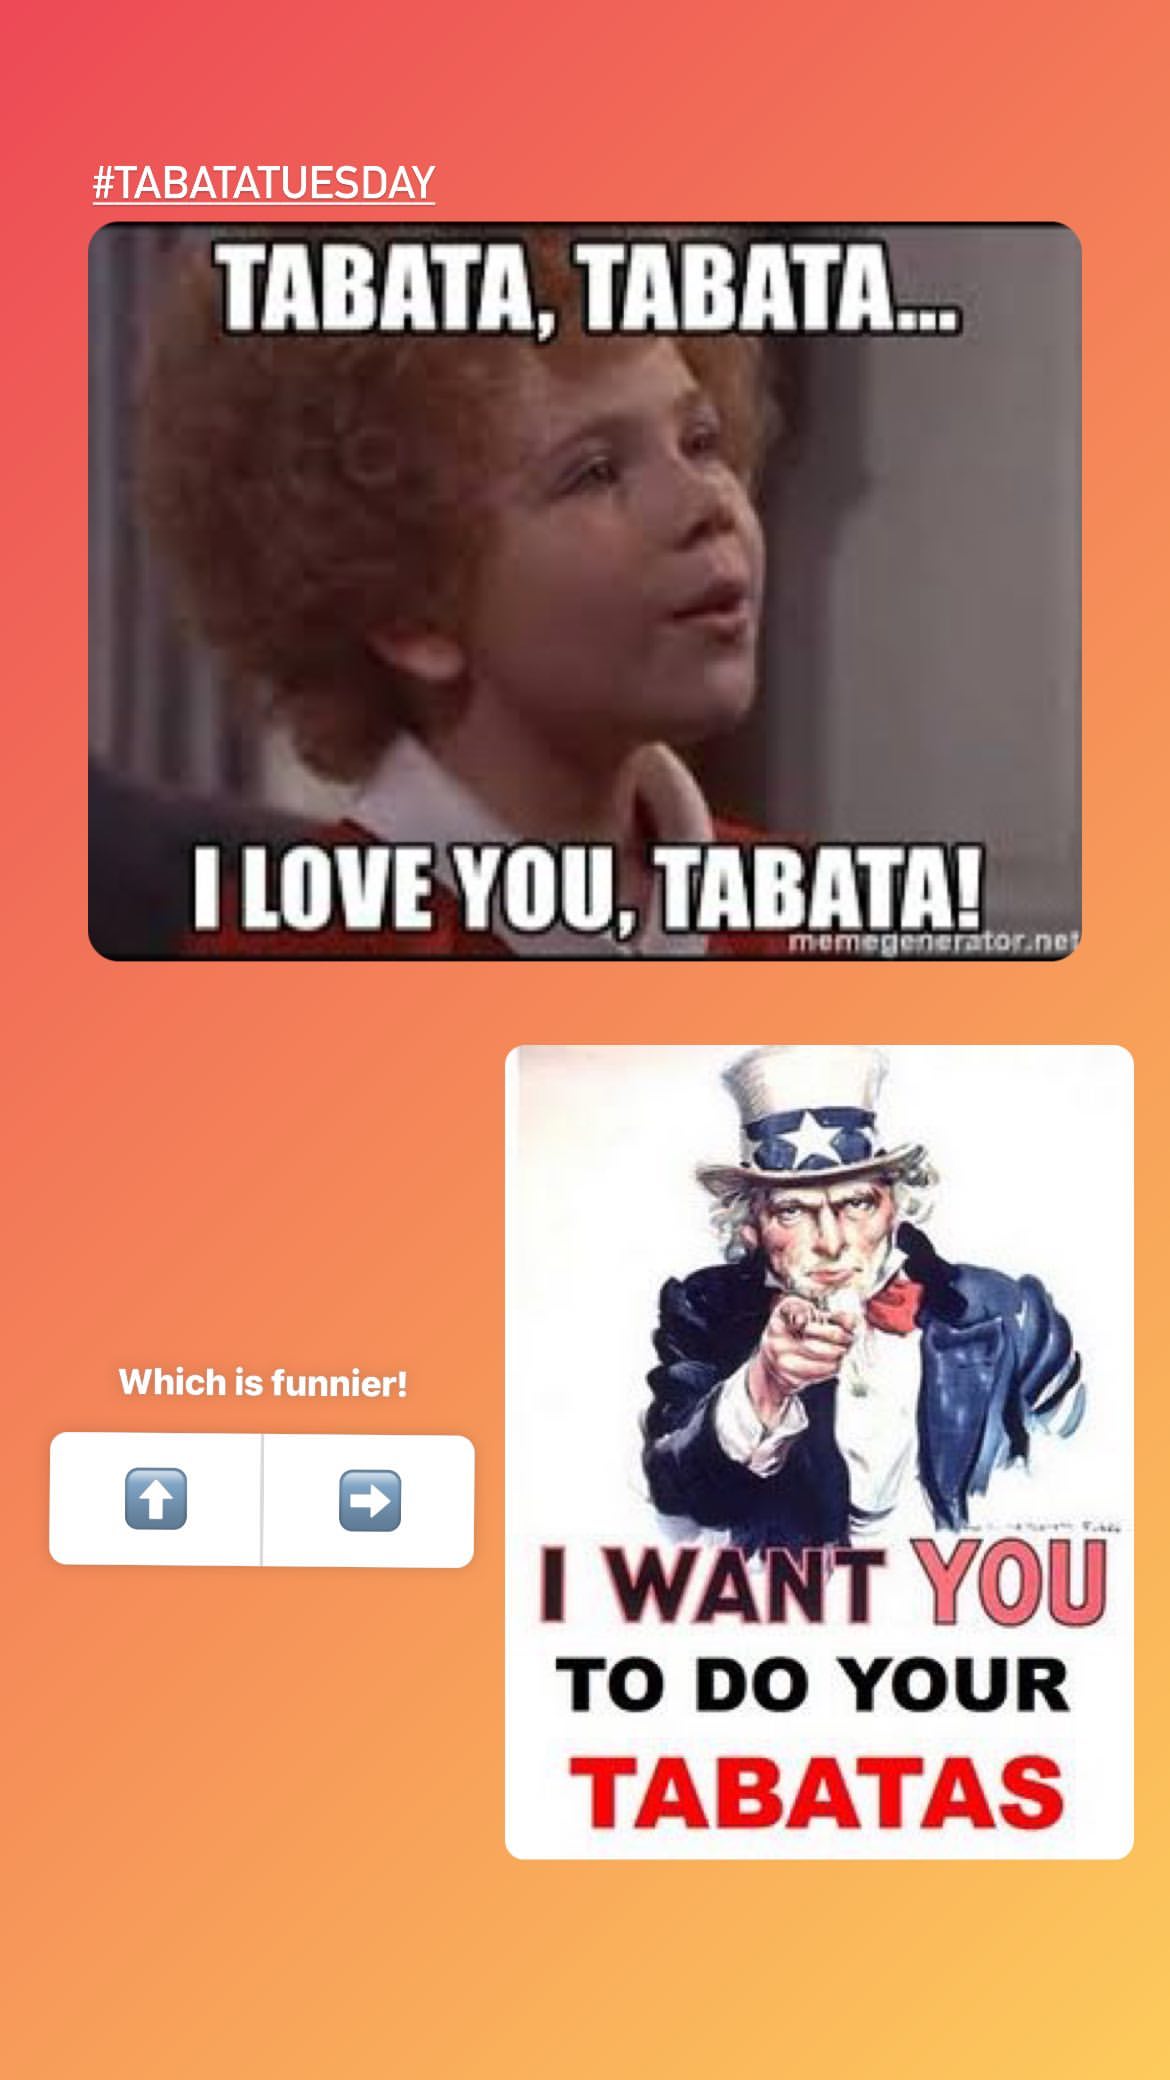 #TABATATUESDAY
TABATA, TABATA...
I LOVE YOU, TABATA!
memegenerator.net
Which is funnier!
I WANT YOU
TO DO YOUR
TABATAS